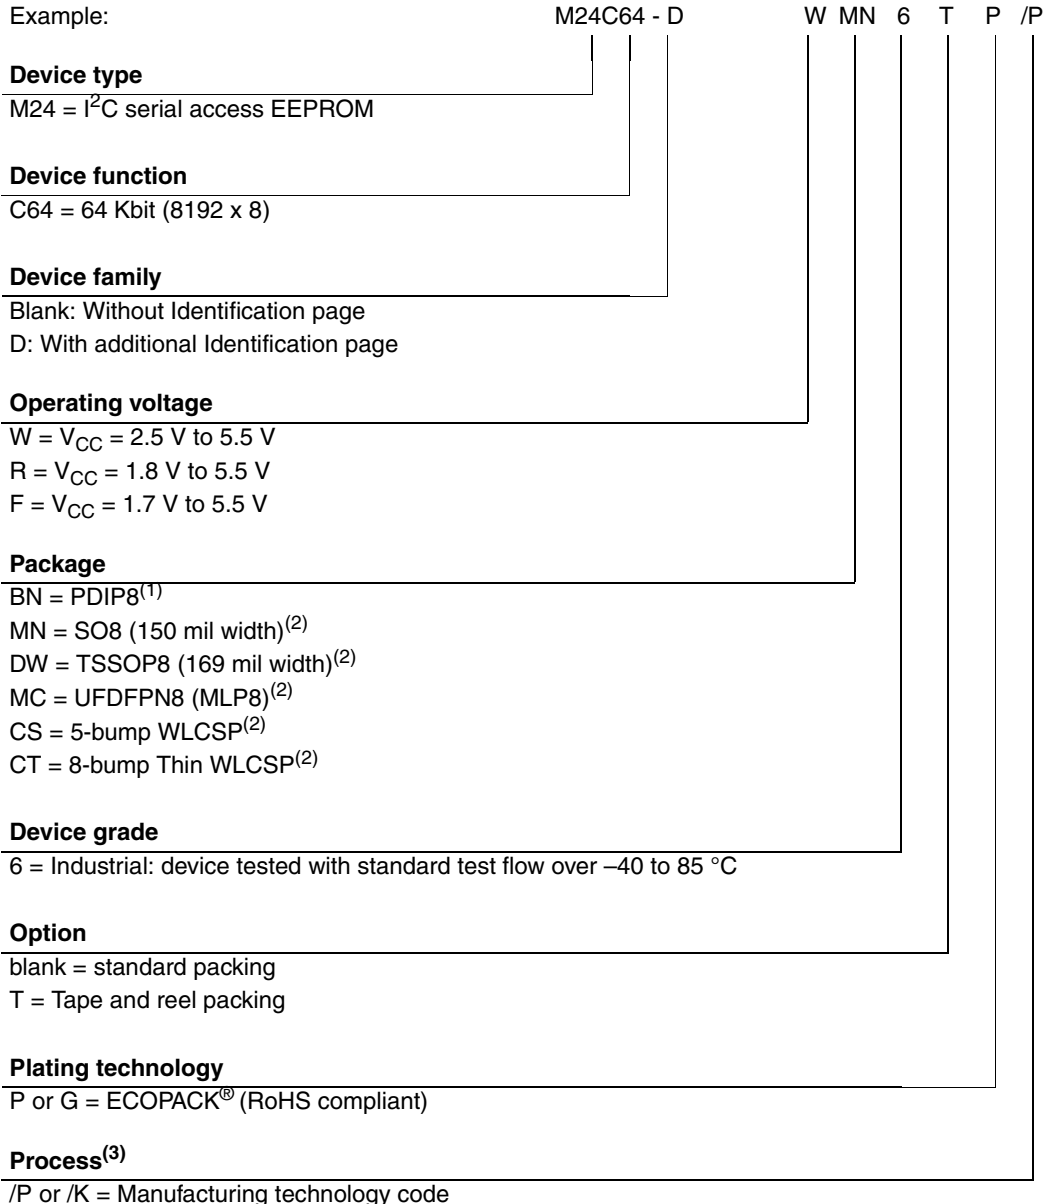 Example: M24C64 - D W MN 6 T P /P
Device type
M24 = I²C serial access EEPROM
Device function
C64 = 64 Kbit (8192 x 8)
Device family
Blank: Without Identification page
D: With additional Identification page
Operating voltage
W = VCC = 2.5 V to 5.5 V
R = VCC = 1.8 V to 5.5 V
F = VCC = 1.7 V to 5.5 V
Package
BN = PDIP8(1)
MN = SO8 (150 mil width)(2)
DW = TSSOP8 (169 mil width)(2)
MC = UFDFPN8 (MLP8)(2)
CS = 5-bump WLCSP(2)
CT = 8-bump Thin WLCSP(2)
Device grade
6 = Industrial: device tested with standard test flow over –40 to 85 °C
Option
blank = standard packing
T = Tape and reel packing
Plating technology
P or G = ECOPACK® (RoHS compliant)
Process(3)
/P or /K = Manufacturing technology code